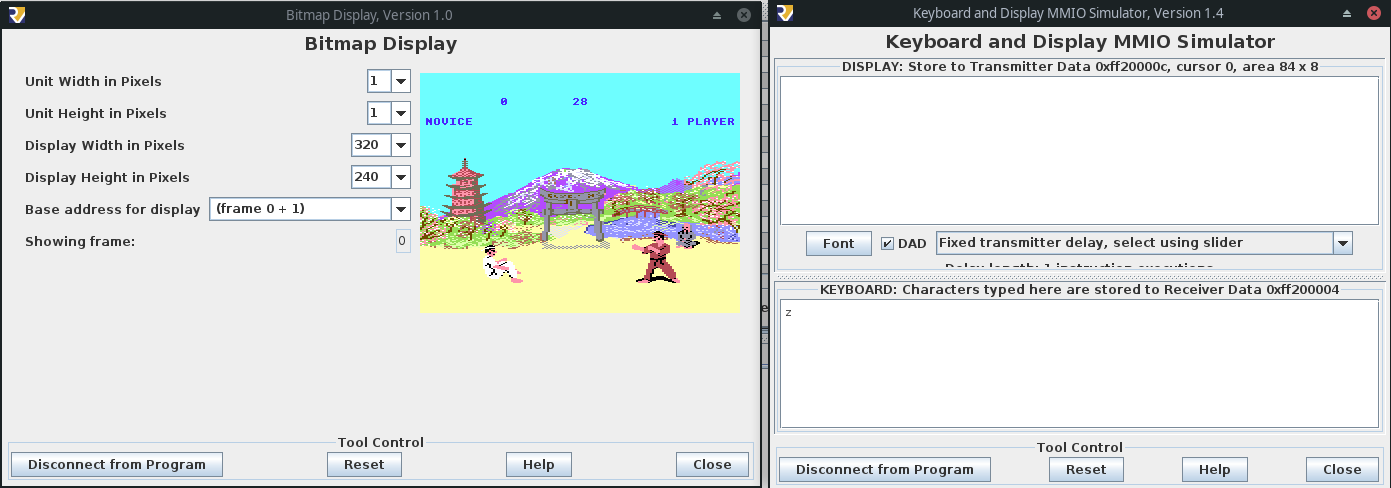 Bitmap Display, Version 1.0
Bitmap Display
Unit Width in Pixels 1
Unit Height in Pixels 1
Display Width in Pixels 320
Display Height in Pixels 240
Base address for display (frame 0 + 1)
Showing frame: 0
0 28
NOVICE 1 PLAYER
Tool Control
Disconnect from Program Reset Help Close
Keyboard and Display MMIO Simulator, Version 1.4
Keyboard and Display MMIO Simulator
DISPLAY: Store to Transmitter Data 0xff20000c, cursor 0, area 84 x 8
Font DAD Fixed transmitter delay, select using slider
Delay length: 1 instruction executions
KEYBOARD: Characters typed here are stored to Receiver Data 0xff200004
z
Tool Control
Disconnect from Program Reset Help Close